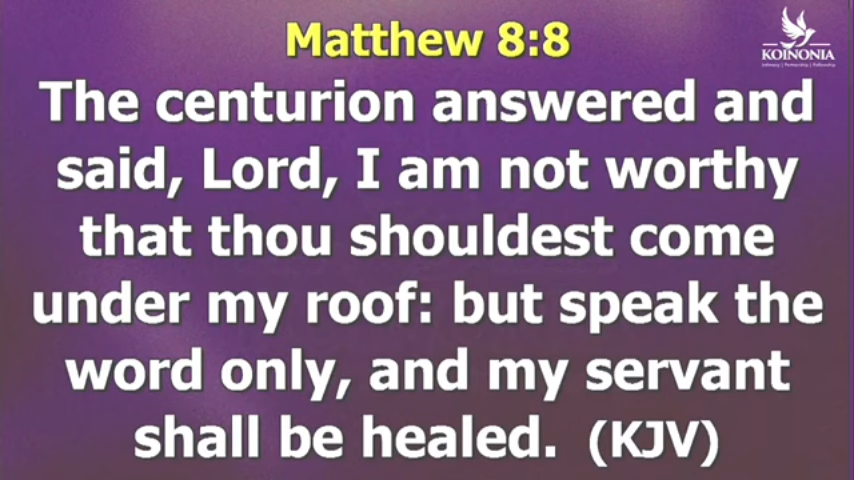 Matthew 8:8
KOINONIA
The centurion answered and
said, Lord, I am not worthy
that thou shouldest come
under my roof: but speak the
word only, and my servant
shall be healed. (KJV)